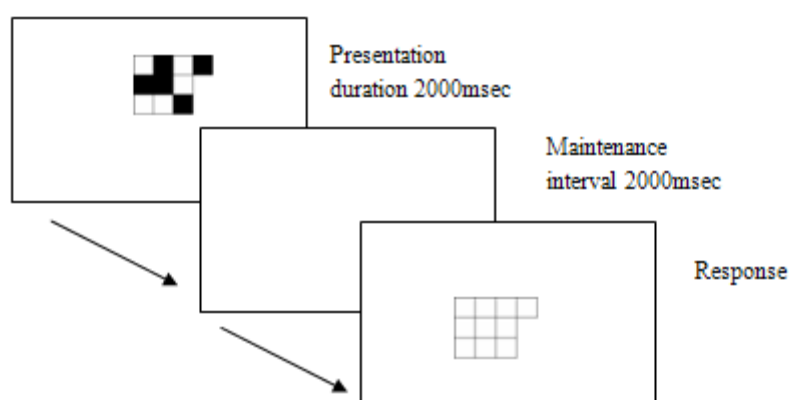 Presentation
duration 2000msec
Maintenance
interval 2000msec
Response